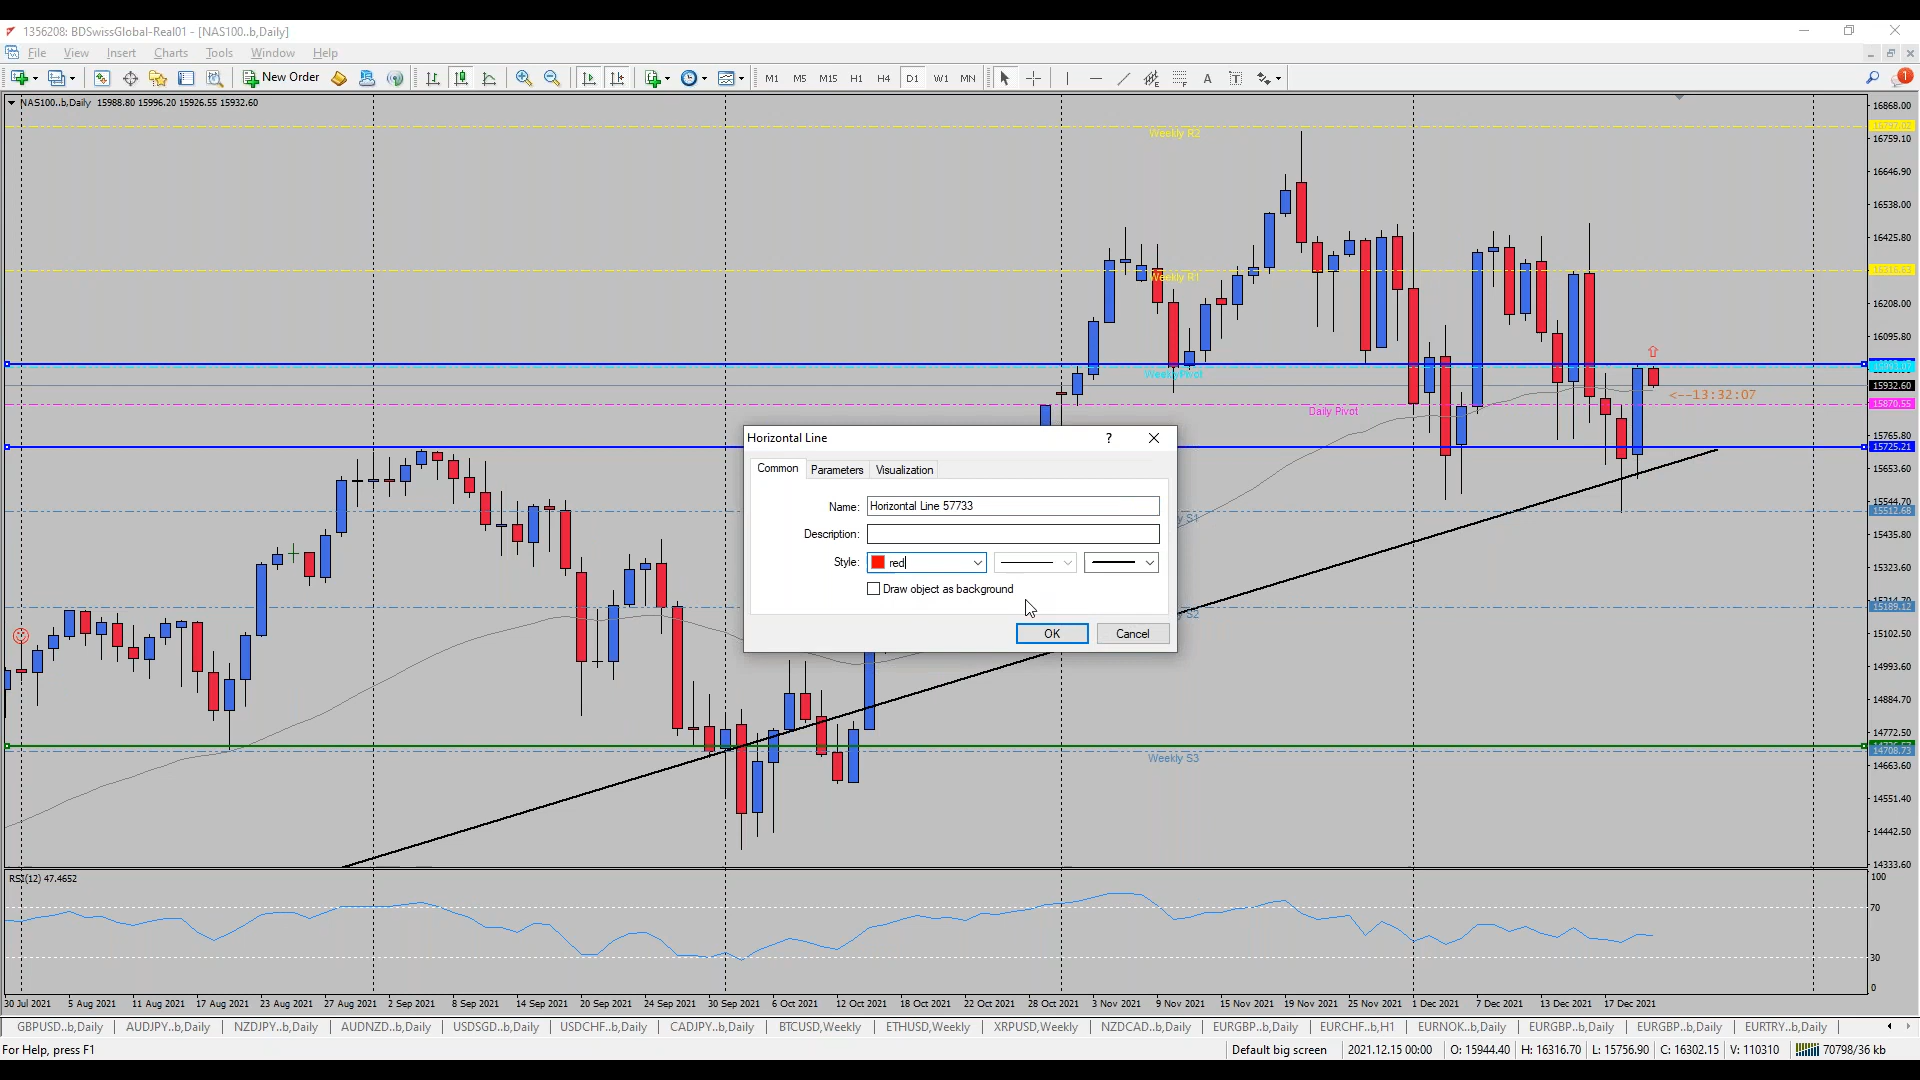 1356208: BDSwissGlobal-Real01 - [NAS100..b,Daily]
File View Insert Charts Tools Window Help
New Order M1 M5 M15 H1 H4 D1 W1 MN A T 1
NAS100..b,Daily 15988.80 15996.20 15926.55 15932.60
16868.00
Weekly R2
16759.10
16646.90
16538.00
16425.80
Weekly R1
16208.00
16095.80
WeeklyPivot
15932.60
<--13:32:07
15870.55
Daily Pivot
15765.80
15725.21
15653.60
15544.70
15512.68
15435.80
15323.60
15189.12
15102.50
14993.60
14884.70
14772.50
14708.73
Weekly S3
14663.60
14551.40
14442.50
14333.60
Horizontal Line ?
Common Parameters Visualization
Name: Horizontal Line 57733
Description:
Style: red
Draw object as background
OK Cancel
y S1
S2
RSI(12) 47.4652
100
70
30
0
30 Jul 2021 5 Aug 2021 11 Aug 2021 17 Aug 2021 23 Aug 2021 27 Aug 2021 2 Sep 2021 8 Sep 2021 14 Sep 2021 20 Sep 2021 24 Sep 2021 30 Sep 2021 6 Oct 2021 12 Oct 2021 18 Oct 2021 22 Oct 2021 28 Oct 2021 3 Nov 2021 9 Nov 2021 15 Nov 2021 19 Nov 2021 25 Nov 2021 1 Dec 2021 7 Dec 2021 13 Dec 2021 17 Dec 2021
GBPUSD..b,Daily AUDJPY..b,Daily NZDJPY..b,Daily AUDNZD..b,Daily USDSGD..b,Daily USDCHF..b,Daily CADJPY..b,Daily BTCUSD,Weekly ETHUSD,Weekly XRPUSD,Weekly NZDCAD..b,Daily EURGBP..b,Daily EURCHF..b,H1 EURNOK..b,Daily EURGBP..b,Daily EURGBP..b,Daily EURTRY..b,Daily
For Help, press F1 Default big screen 2021.12.15 00:00 O: 15944.40 H: 16316.70 L: 15756.90 C: 16302.15 V: 110310 70798/36 kb